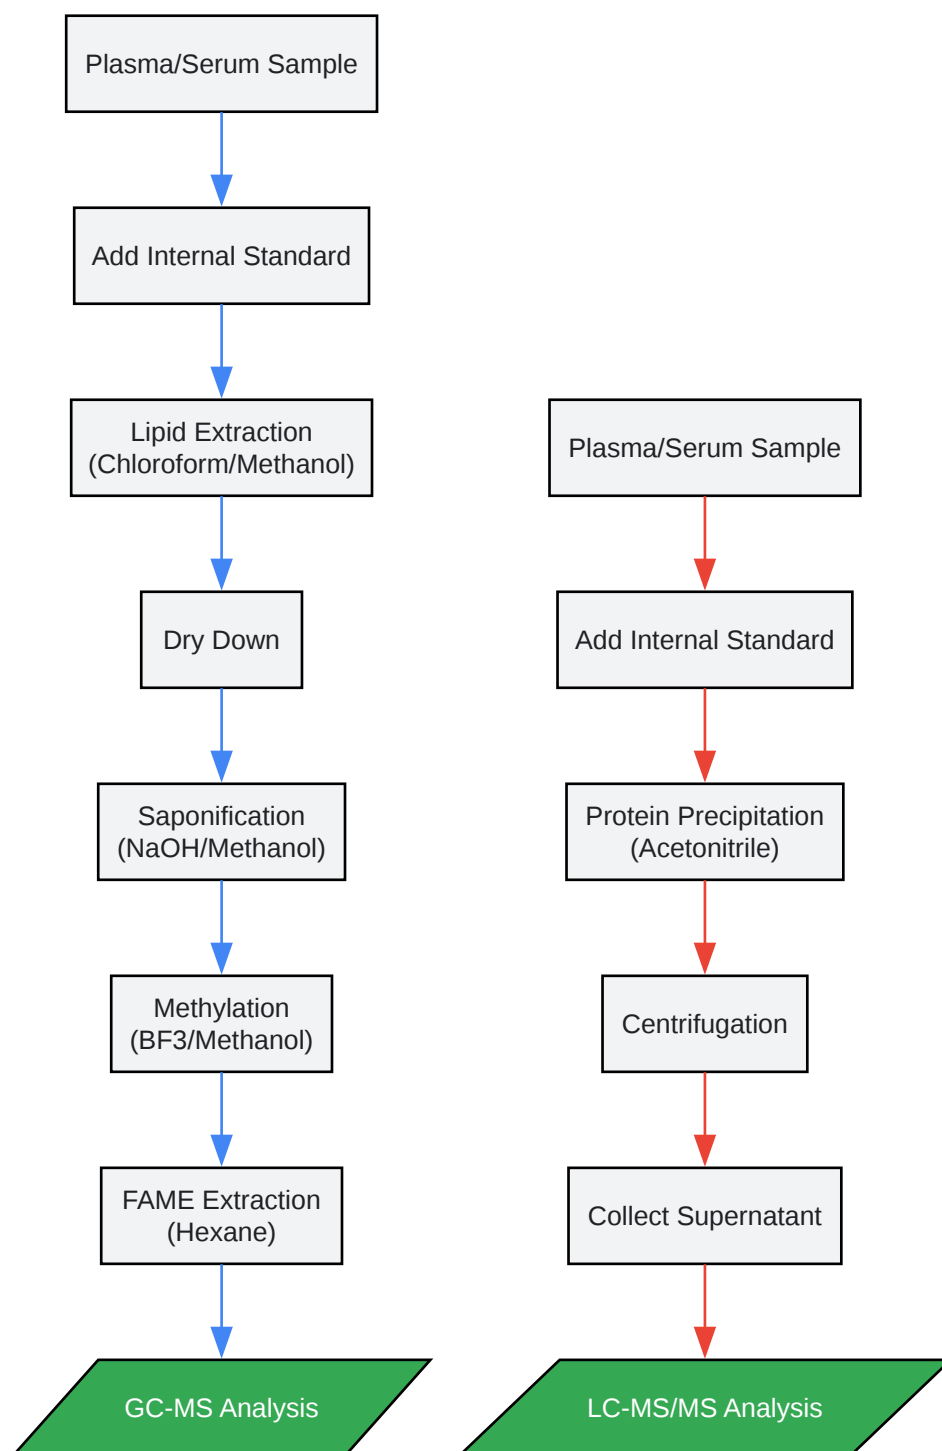 Plasma/Serum Sample
Add Internal Standard
Lipid Extraction
(Chloroform/Methanol)
Dry Down
Saponification
(NaOH/Methanol)
Methylation
(BF3/Methanol)
FAME Extraction
(Hexane)
GC-MS Analysis
Plasma/Serum Sample
Add Internal Standard
Protein Precipitation
(Acetonitrile)
Centrifugation
Collect Supernatant
LC-MS/MS Analysis